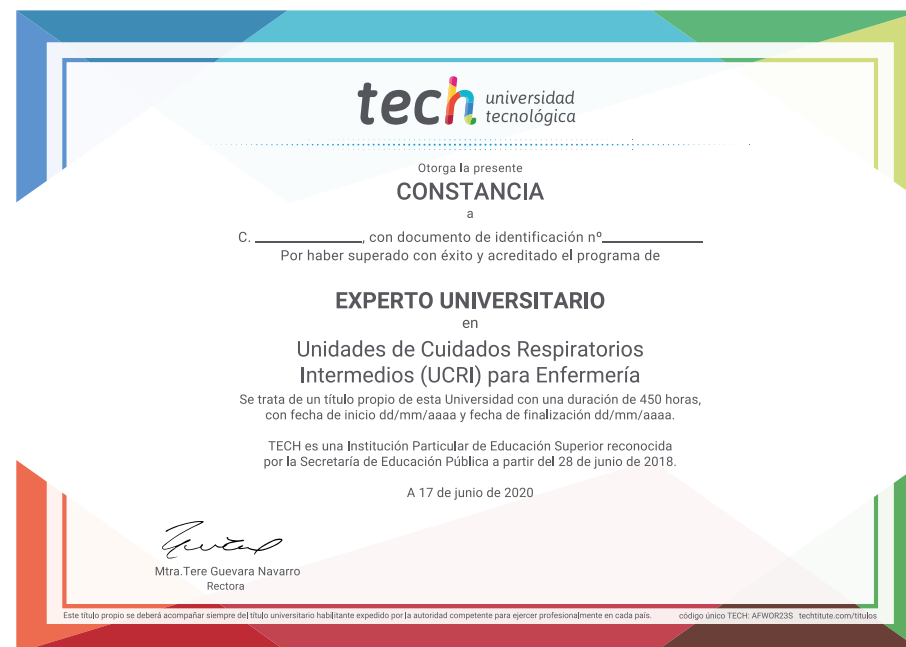 tech universidad
tecnológica
Otorga la presente
CONSTANCIA
a
C. ____________, con documento de identificación nº____________
Por haber superado con éxito y acreditado el programa de
EXPERTO UNIVERSITARIO
en
Unidades de Cuidados Respiratorios
Intermedios (UCRI) para Enfermería
Se trata de un título propio de esta Universidad con una duración de 450 horas,
con fecha de inicio dd/mm/aaaa y fecha de finalización dd/mm/aaaa.
TECH es una Institución Particular de Educación Superior reconocida
por la Secretaría de Educación Pública a partir del 28 de junio de 2018.
A 17 de junio de 2020
Mtra.Tere Guevara Navarro
Rectora
Este título propio se deberá acompañar siempre del título universitario habilitante expedido por la autoridad competente para ejercer profesionalmente en cada país. código único TECH: AFWOR23S techtitute.com/titulos